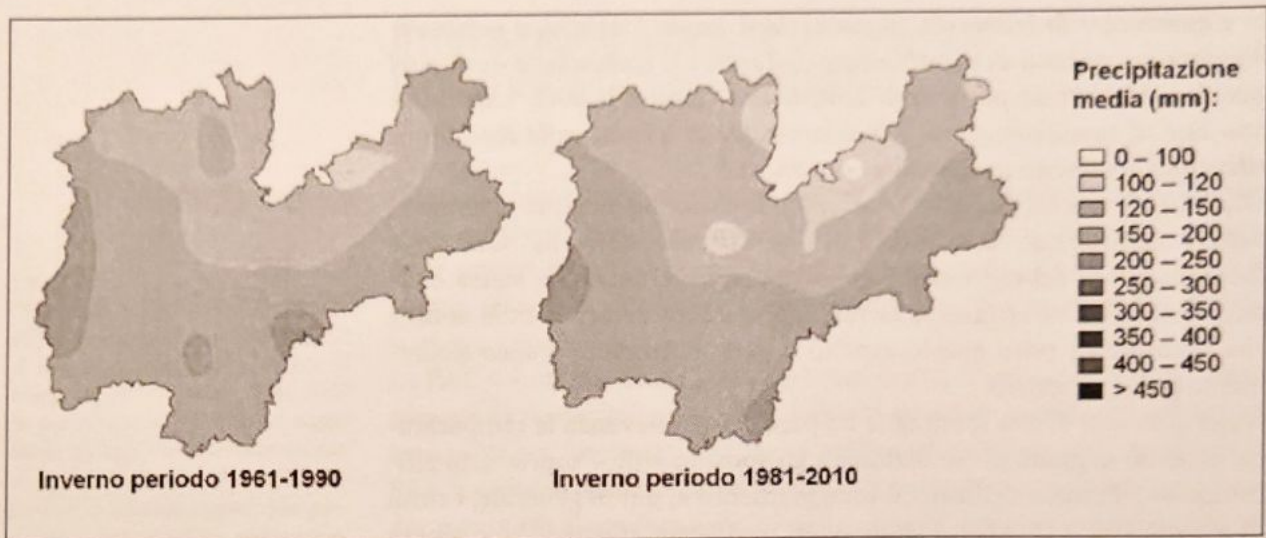 Precipitazione
media (mm):
0 – 100
100 – 120
120 – 150
150 – 200
200 – 250
250 – 300
300 – 350
350 – 400
400 – 450
> 450
Inverno periodo 1961-1990
Inverno periodo 1981-2010